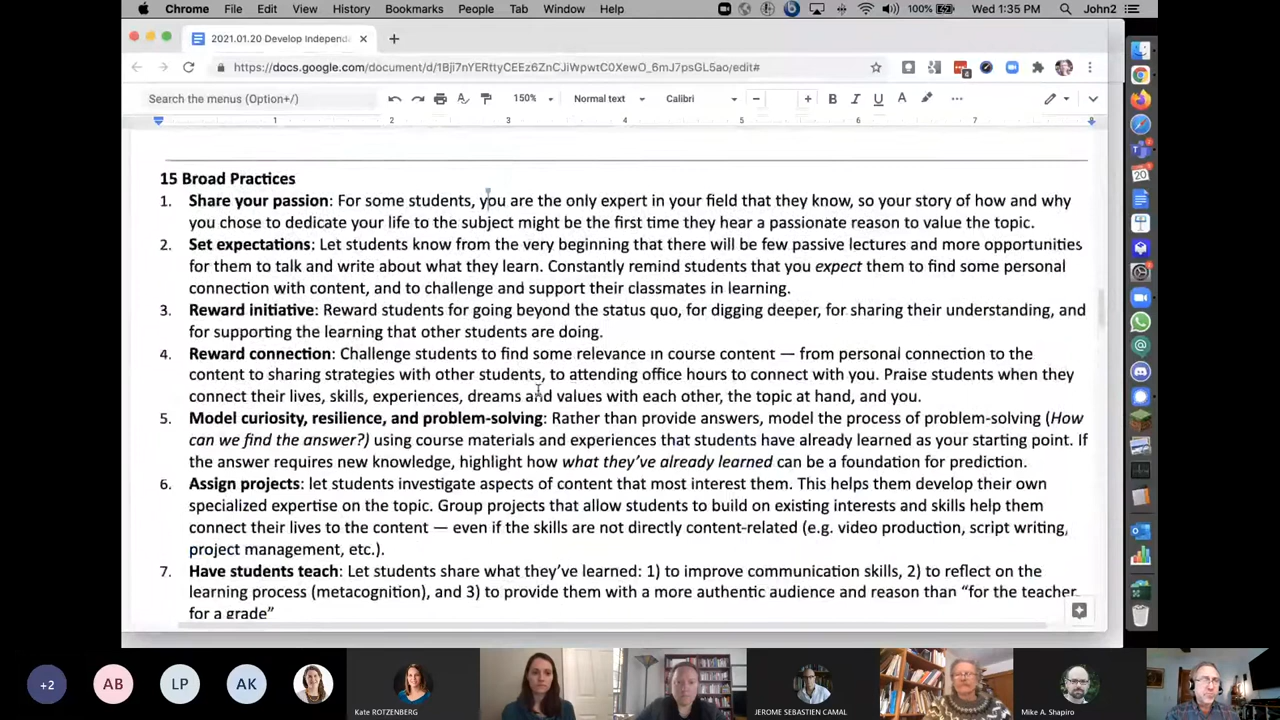 Chrome File Edit View History Bookmarks People Tab Window Help 100% Wed 1:35 PM John2
2021.01.20 Develop Independ
Search the menus (Option+/) 150% Normal text Calibri B I U A
1 2 3 4 5 6 7 8
15 Broad Practices
1. Share your passion: For some students, you are the only expert in your field that they know, so your story of how and why
you chose to dedicate your life to the subject might be the first time they hear a passionate reason to value the topic.
2. Set expectations: Let students know from the very beginning that there will be few passive lectures and more opportunities
for them to talk and write about what they learn. Constantly remind students that you expect them to find some personal
connection with content, and to challenge and support their classmates in learning.
3. Reward initiative: Reward students for going beyond the status quo, for digging deeper, for sharing their understanding, and
for supporting the learning that other students are doing.
4. Reward connection: Challenge students to find some relevance in course content — from personal connection to the
content to sharing strategies with other students, to attending office hours to connect with you. Praise students when they
connect their lives, skills, experiences, dreams and values with each other, the topic at hand, and you.
5. Model curiosity, resilience, and problem-solving: Rather than provide answers, model the process of problem-solving (How
can we find the answer?) using course materials and experiences that students have already learned as your starting point. If
the answer requires new knowledge, highlight how what they've already learned can be a foundation for prediction.
6. Assign projects: let students investigate aspects of content that most interest them. This helps them develop their own
specialized expertise on the topic. Group projects that allow students to build on existing interests and skills help them
connect their lives to the content — even if the skills are not directly content-related (e.g. video production, script writing,
project management, etc.).
7. Have students teach: Let students share what they've learned: 1) to improve communication skills, 2) to reflect on the
learning process (metacognition), and 3) to provide them with a more authentic audience and reason than "for the teacher
for a grade"
+2 AB LP AK
Kate ROTZENBERG JEROME SEBASTIEN CAMAL Mike A. Shapiro